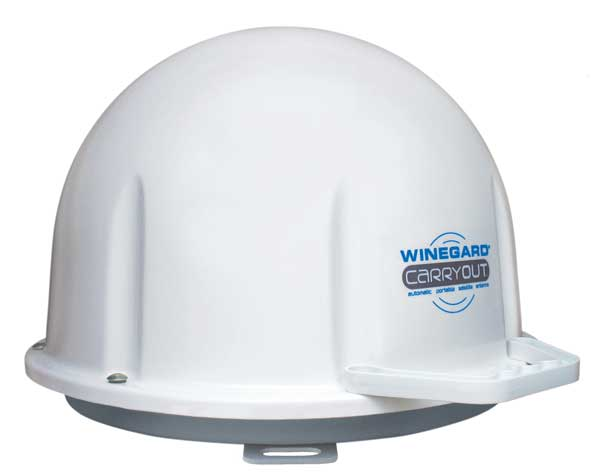 WINEGARD®
CARRYOUT
automatic portable satellite antenna